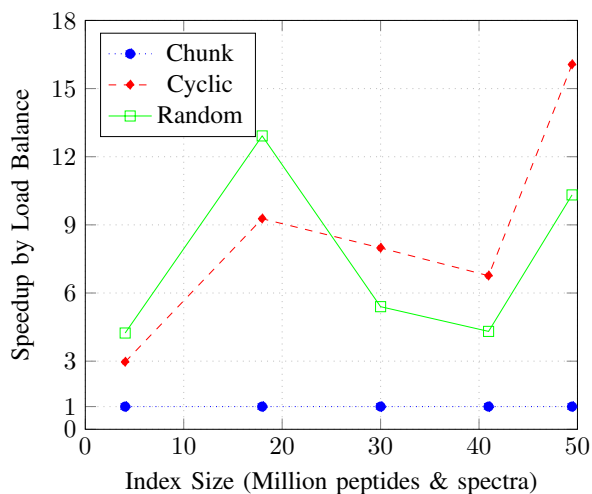 18
15
12
9
6
3
1
0
Speedup by Load Balance
Chunk
Cyclic
Random
0 10 20 30 40 50
Index Size (Million peptides & spectra)